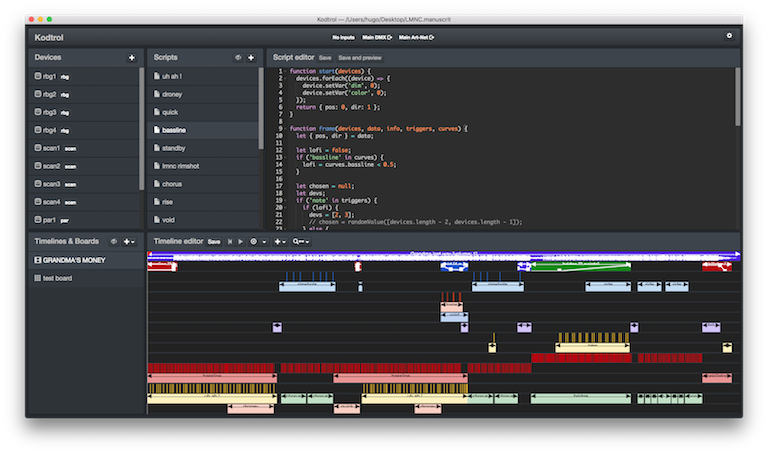 Kodtrol — /Users/hugo/Desktop/LMNC.manuscrit
Kodtrol
No Inputs Main DMX Main Art-Net
Devices
rbg1 rbg
rbg2 rbg
rbg3 rbg
rbg4 rbg
scan1 scan
scan2 scan
scan3 scan
scan4 scan
par1 par
Scripts
uh ah !
droney
quick
bassline
standby
lmnc rimshot
chorus
rise
void
Script editor Save Save and preview
1 function start(devices) {
2 devices.forEach((device) => {
3 device.setVar('dim', 0);
4 device.setVar('color', 0);
5 });
6 return { pos: 0, dir: 1 };
7 }
8
9 function frame(devices, data, info, triggers, curves) {
10 let { pos, dir } = data;
11
12 let lofi = false;
13 if ('bassline' in curves) {
14 lofi = curves.bassline < 0.5;
15 }
16
17 let chosen = null;
18 let devs;
19 if ('note' in triggers) {
20 if (lofi) {
21 devs = [2, 3];
22 // chosen = randomValue([devices.length - 2, devices.length - 1]);
23 } else {
Timelines & Boards
GRANDMA'S MONEY
test board
Timeline editor Save